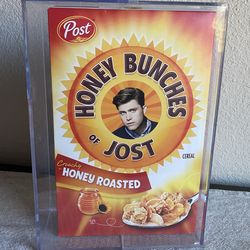 Post
HONEY BUNCHES
OF JOST
CEREAL
Crunchy
HONEY ROASTED